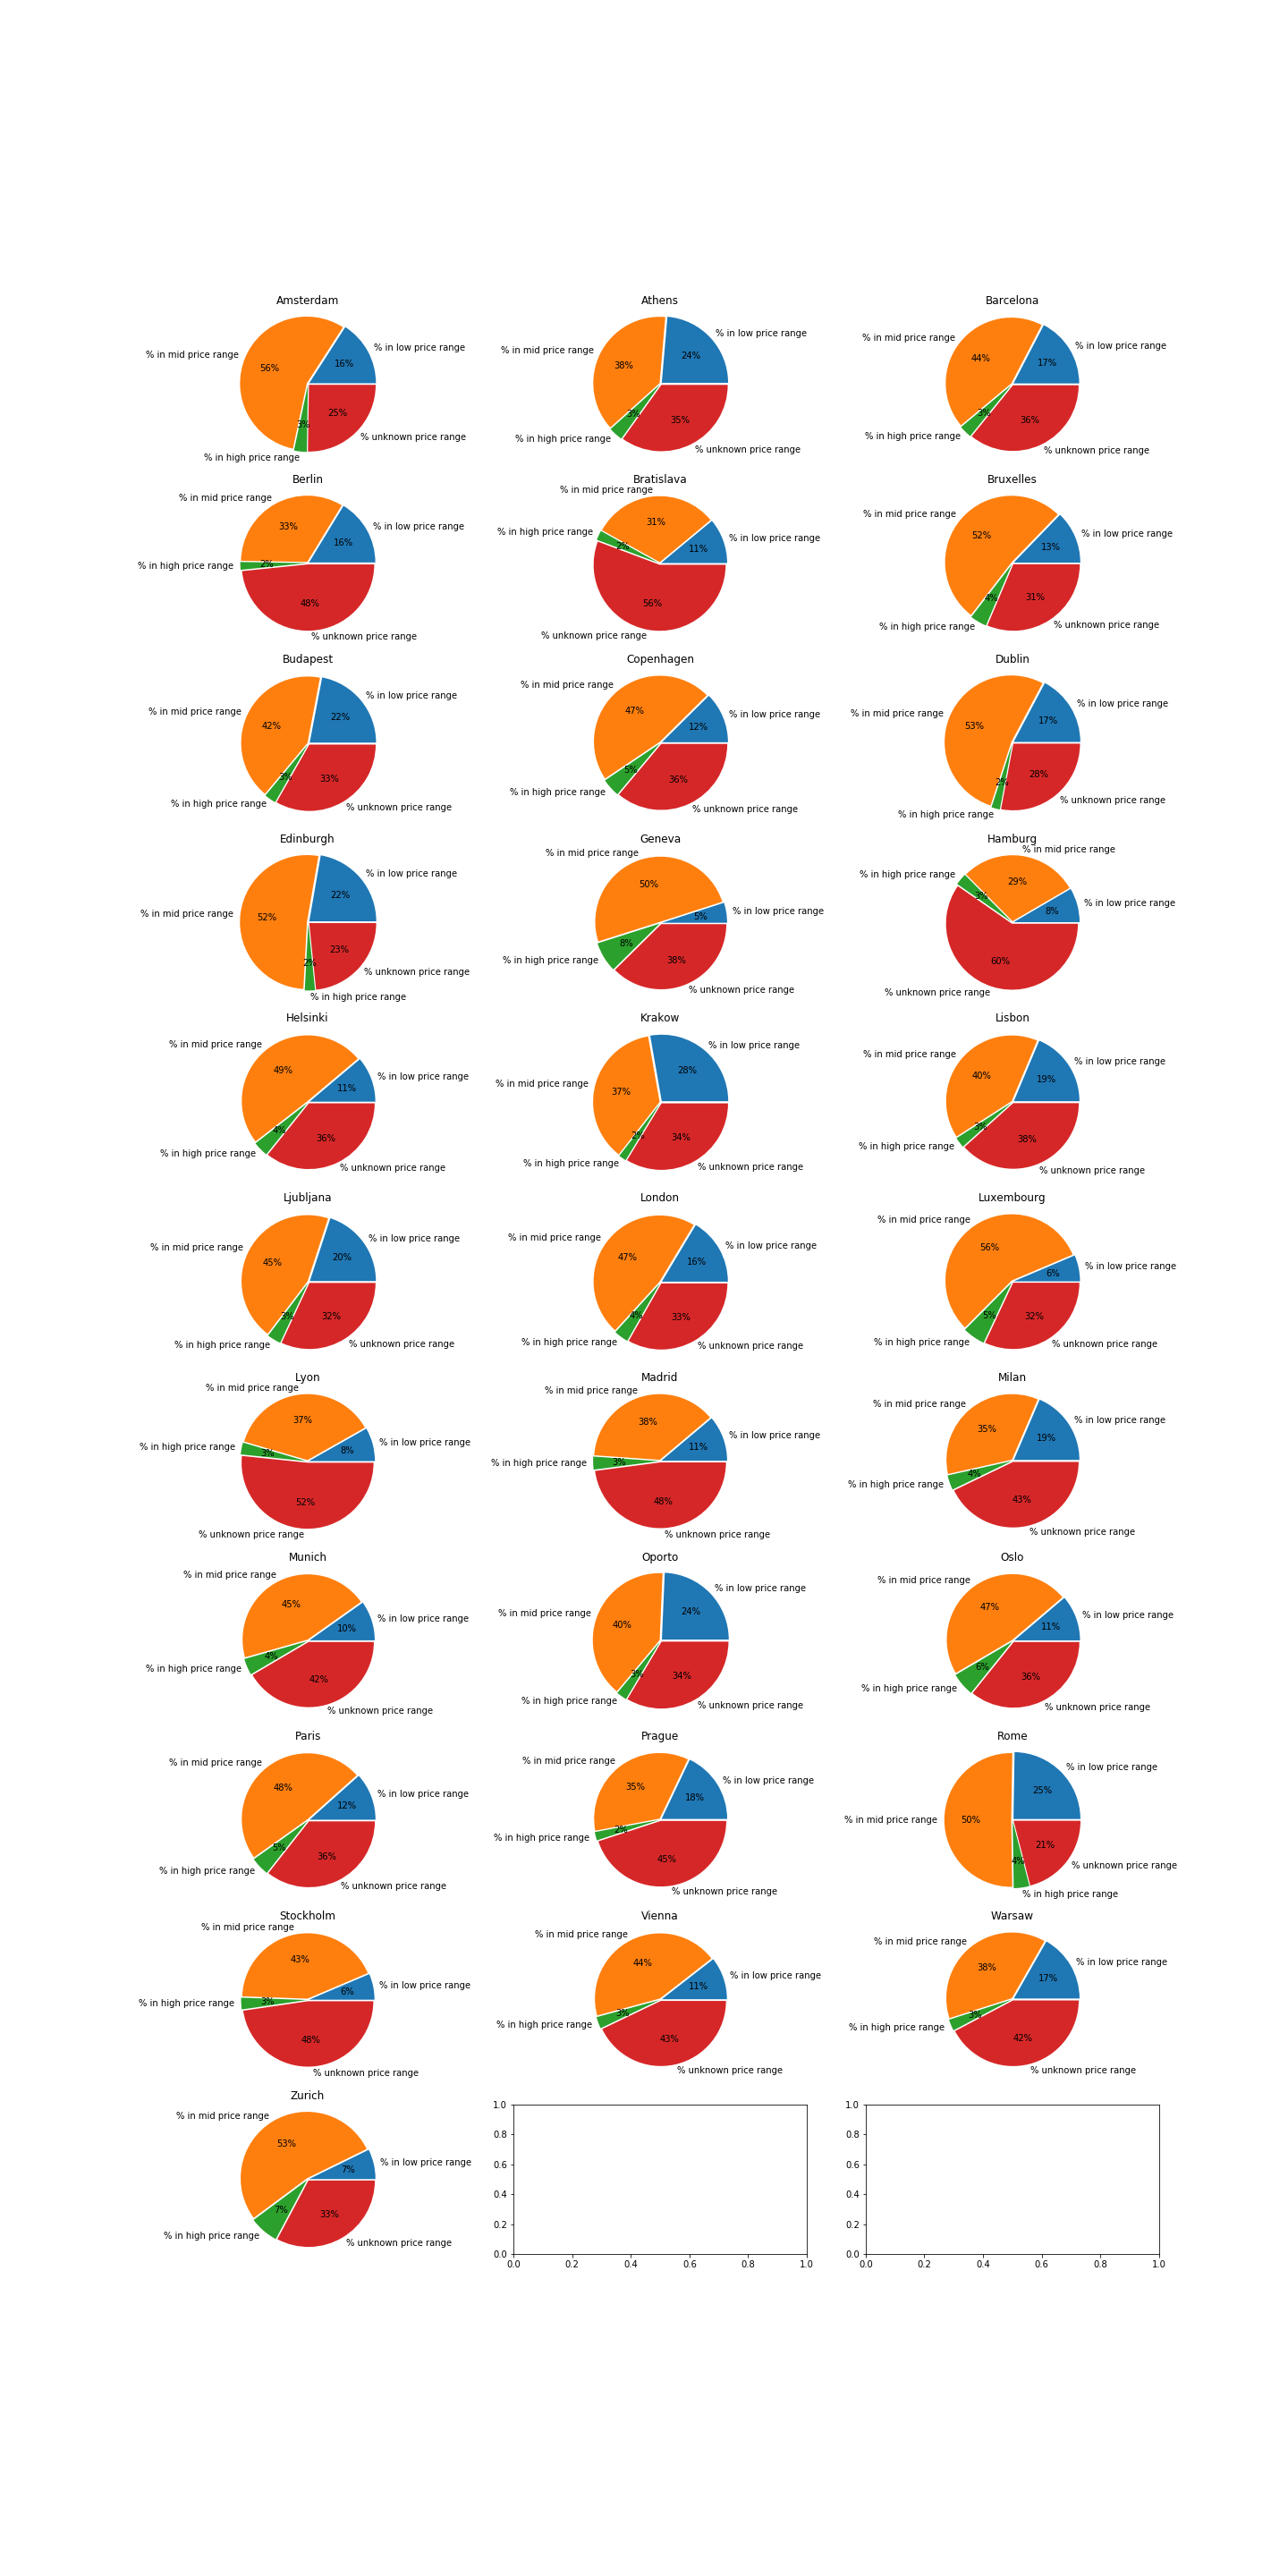 Amsterdam
% in low price range
% in mid price range
% in high price range
% unknown price range
16%
56%
3%
25%
Athens
% in low price range
% in mid price range
% in high price range
% unknown price range
24%
38%
3%
35%
Barcelona
% in low price range
% in mid price range
% in high price range
% unknown price range
17%
44%
3%
36%
Berlin
% in low price range
% in mid price range
% in high price range
% unknown price range
16%
33%
2%
48%
Bratislava
% in low price range
% in mid price range
% in high price range
% unknown price range
11%
31%
2%
56%
Bruxelles
% in low price range
% in mid price range
% in high price range
% unknown price range
13%
52%
4%
31%
Budapest
% in low price range
% in mid price range
% in high price range
% unknown price range
22%
42%
3%
33%
Copenhagen
% in low price range
% in mid price range
% in high price range
% unknown price range
12%
47%
5%
36%
Dublin
% in low price range
% in mid price range
% in high price range
% unknown price range
17%
53%
2%
28%
Edinburgh
% in low price range
% in mid price range
% in high price range
% unknown price range
22%
52%
2%
23%
Geneva
% in low price range
% in mid price range
% in high price range
% unknown price range
5%
50%
8%
38%
Hamburg
% in low price range
% in mid price range
% in high price range
% unknown price range
8%
29%
3%
60%
Helsinki
% in low price range
% in mid price range
% in high price range
% unknown price range
11%
49%
4%
36%
Krakow
% in low price range
% in mid price range
% in high price range
% unknown price range
28%
37%
2%
34%
Lisbon
% in low price range
% in mid price range
% in high price range
% unknown price range
19%
40%
3%
38%
Ljubljana
% in low price range
% in mid price range
% in high price range
% unknown price range
20%
45%
3%
32%
London
% in low price range
% in mid price range
% in high price range
% unknown price range
16%
47%
4%
33%
Luxembourg
% in low price range
% in mid price range
% in high price range
% unknown price range
6%
56%
5%
32%
Lyon
% in low price range
% in mid price range
% in high price range
% unknown price range
8%
37%
3%
52%
Madrid
% in low price range
% in mid price range
% in high price range
% unknown price range
11%
38%
3%
48%
Milan
% in low price range
% in mid price range
% in high price range
% unknown price range
19%
35%
4%
43%
Munich
% in low price range
% in mid price range
% in high price range
% unknown price range
10%
45%
4%
42%
Oporto
% in low price range
% in mid price range
% in high price range
% unknown price range
24%
40%
3%
34%
Oslo
% in low price range
% in mid price range
% in high price range
% unknown price range
11%
47%
6%
36%
Paris
% in low price range
% in mid price range
% in high price range
% unknown price range
12%
48%
5%
36%
Prague
% in low price range
% in mid price range
% in high price range
% unknown price range
18%
35%
2%
45%
Rome
% in low price range
% in mid price range
% in high price range
% unknown price range
25%
50%
4%
21%
Stockholm
% in low price range
% in mid price range
% in high price range
% unknown price range
6%
43%
3%
48%
Vienna
% in low price range
% in mid price range
% in high price range
% unknown price range
11%
44%
3%
43%
Warsaw
% in low price range
% in mid price range
% in high price range
% unknown price range
17%
38%
3%
42%
Zurich
% in low price range
% in mid price range
% in high price range
% unknown price range
7%
53%
7%
33%
1.0
0.8
0.6
0.4
0.2
0.0
0.0 0.2 0.4 0.6 0.8 1.0
1.0
0.8
0.6
0.4
0.2
0.0
0.0 0.2 0.4 0.6 0.8 1.0